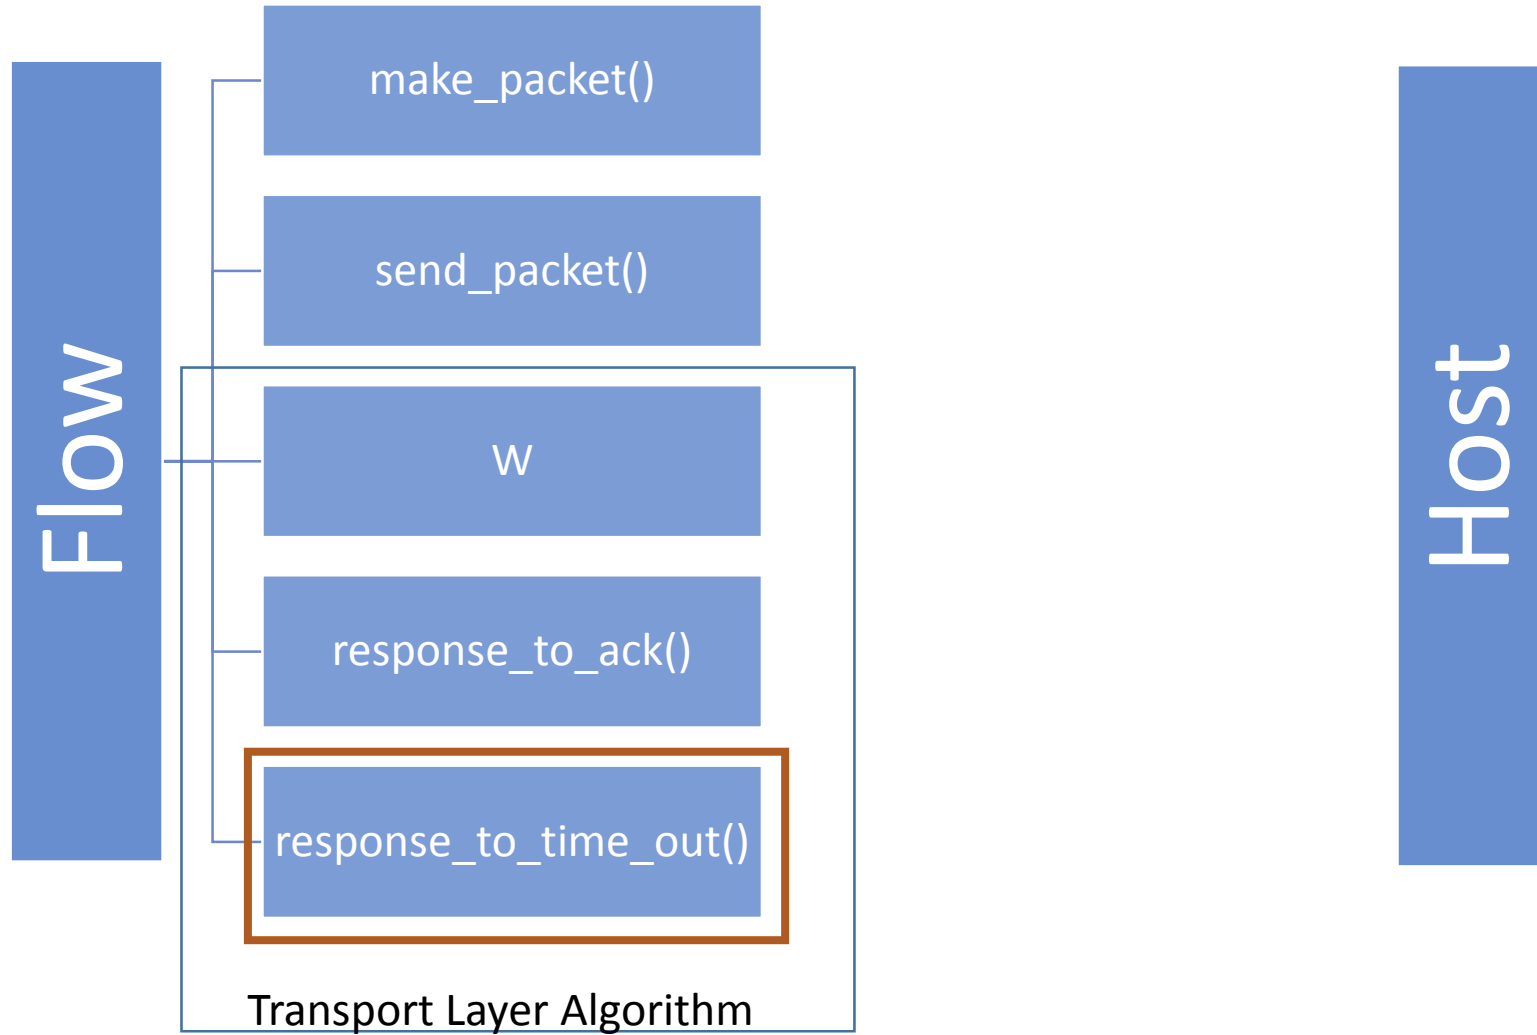 Flow
make_packet()
send_packet()
W
response_to_ack()
response_to_time_out()
Transport Layer Algorithm
Host